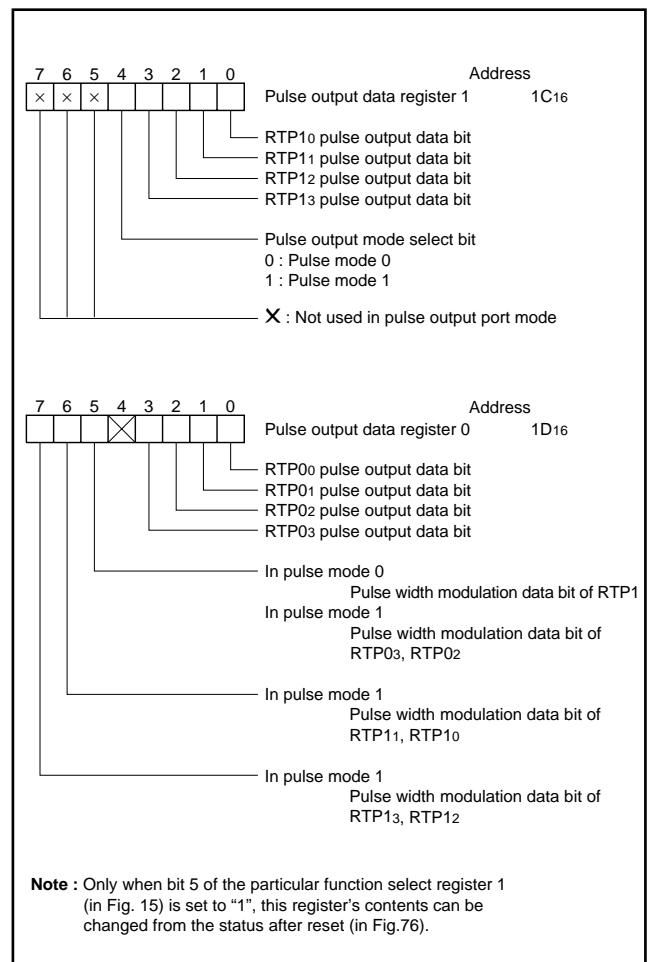 7 6 5 4 3 2 1 0 Address
× × × Pulse output data register 1 1C16
RTP10 pulse output data bit
RTP11 pulse output data bit
RTP12 pulse output data bit
RTP13 pulse output data bit
Pulse output mode select bit
0 : Pulse mode 0
1 : Pulse mode 1
X : Not used in pulse output port mode
7 6 5 4 3 2 1 0 Address
Pulse output data register 0 1D16
RTP00 pulse output data bit
RTP01 pulse output data bit
RTP02 pulse output data bit
RTP03 pulse output data bit
In pulse mode 0
Pulse width modulation data bit of RTP1
In pulse mode 1
Pulse width modulation data bit of
RTP03, RTP02
In pulse mode 1
Pulse width modulation data bit of
RTP11, RTP10
In pulse mode 1
Pulse width modulation data bit of
RTP13, RTP12
Note : Only when bit 5 of the particular function select register 1
(in Fig. 15) is set to “1”, this register’s contents can be
changed from the status after reset (in Fig.76).